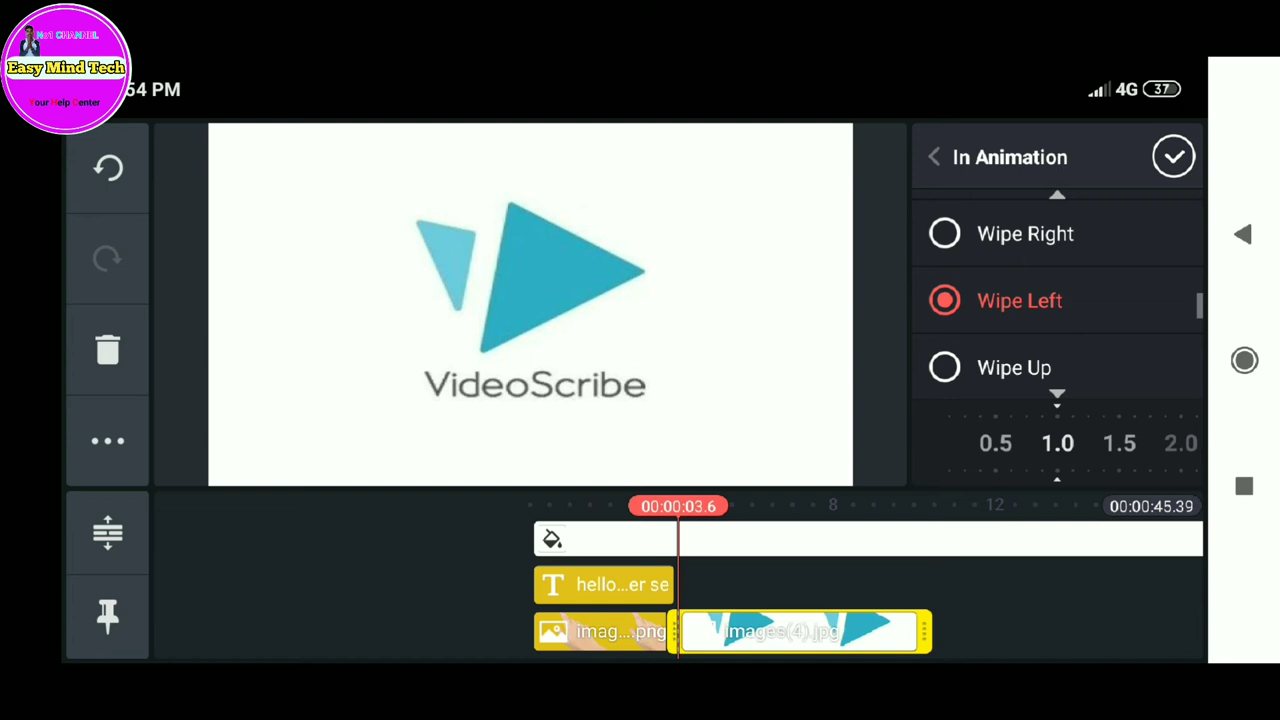 No1 CHANNEL
Easy Mind Tech
Your Help Center
54 PM
4G 37
In Animation
Wipe Right
Wipe Left
Wipe Up
0.5 1.0 1.5 2.0
VideoScribe
00:00:03.6 8 12 00:00:45.39
T hello...er se
imag....png
images(4).jpg